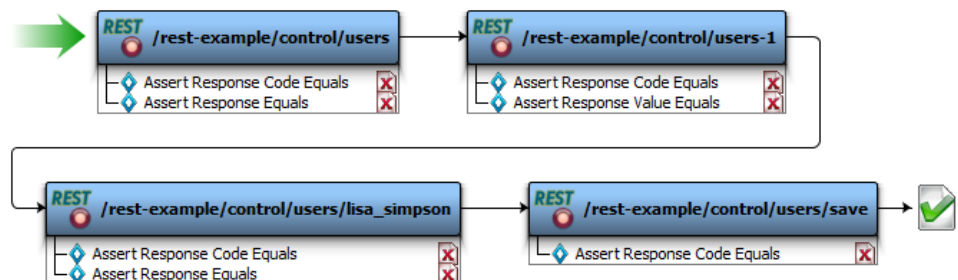 REST /rest-example/control/users
Assert Response Code Equals
Assert Response Equals
REST /rest-example/control/users-1
Assert Response Code Equals
Assert Response Value Equals
REST /rest-example/control/users/lisa_simpson
Assert Response Code Equals
Assert Response Equals
REST /rest-example/control/users/save
Assert Response Code Equals